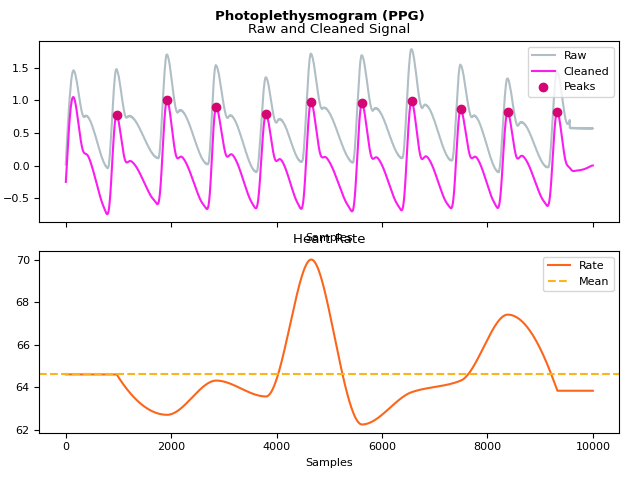 Photoplethysmogram (PPG)
Raw and Cleaned Signal
Raw
Cleaned
Peaks
1.5
1.0
0.5
0.0
−0.5
Samples
Heart Rate
Rate
Mean
70
68
66
64
62
0 2000 4000 6000 8000 10000
Samples